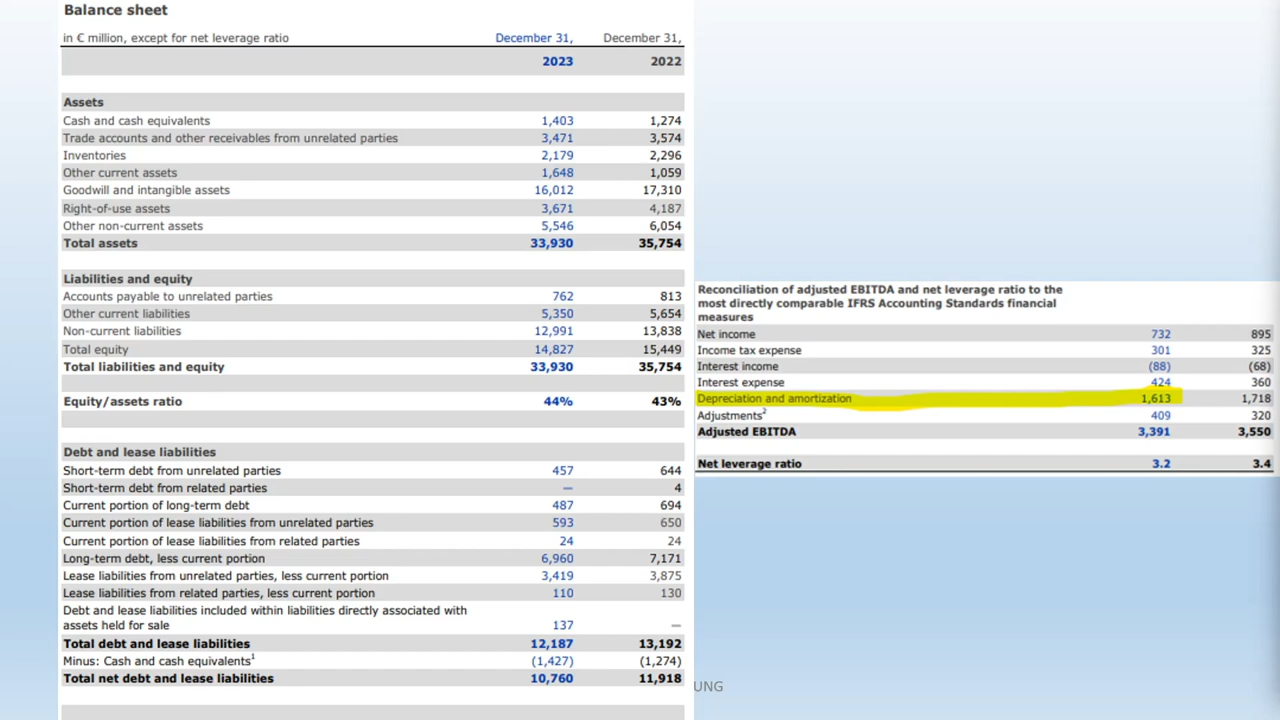 Balance sheet
in € million, except for net leverage ratio December 31, December 31,
2023 2022
Assets
Cash and cash equivalents 1,403 1,274
Trade accounts and other receivables from unrelated parties 3,471 3,574
Inventories 2,179 2,296
Other current assets 1,648 1,059
Goodwill and intangible assets 16,012 17,310
Right-of-use assets 3,671 4,187
Other non-current assets 5,546 6,054
Total assets 33,930 35,754
Liabilities and equity
Accounts payable to unrelated parties 762 813
Other current liabilities 5,350 5,654
Non-current liabilities 12,991 13,838
Total equity 14,827 15,449
Total liabilities and equity 33,930 35,754
Equity/assets ratio 44% 43%
Debt and lease liabilities
Short-term debt from unrelated parties 457 644
Short-term debt from related parties — 4
Current portion of long-term debt 487 694
Current portion of lease liabilities from unrelated parties 593 650
Current portion of lease liabilities from related parties 24 24
Long-term debt, less current portion 6,960 7,171
Lease liabilities from unrelated parties, less current portion 3,419 3,875
Lease liabilities from related parties, less current portion 110 130
Debt and lease liabilities included within liabilities directly associated with
assets held for sale 137 —
Total debt and lease liabilities 12,187 13,192
Minus: Cash and cash equivalents¹ (1,427) (1,274)
Total net debt and lease liabilities 10,760 11,918
Reconciliation of adjusted EBITDA and net leverage ratio to the
most directly comparable IFRS Accounting Standards financial
measures
Net income 732 895
Income tax expense 301 325
Interest income (88) (68)
Interest expense 424 360
Depreciation and amortization 1,613 1,718
Adjustments² 409 320
Adjusted EBITDA 3,391 3,550
Net leverage ratio 3.2 3.4
UNG